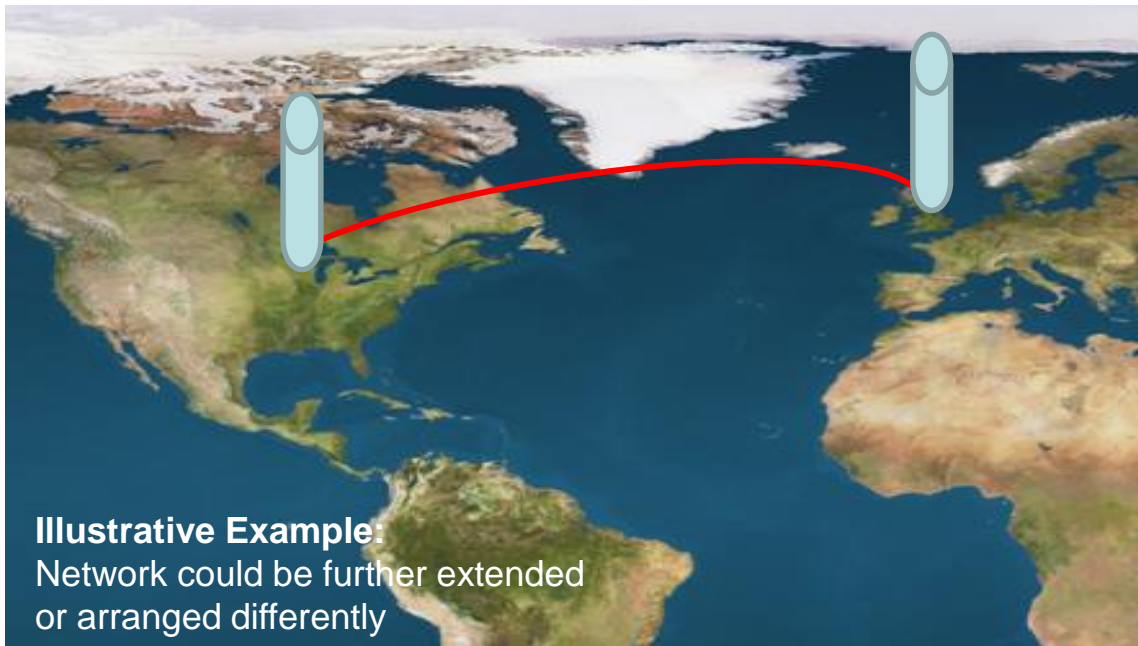 Illustrative Example:
Network could be further extended
or arranged differently